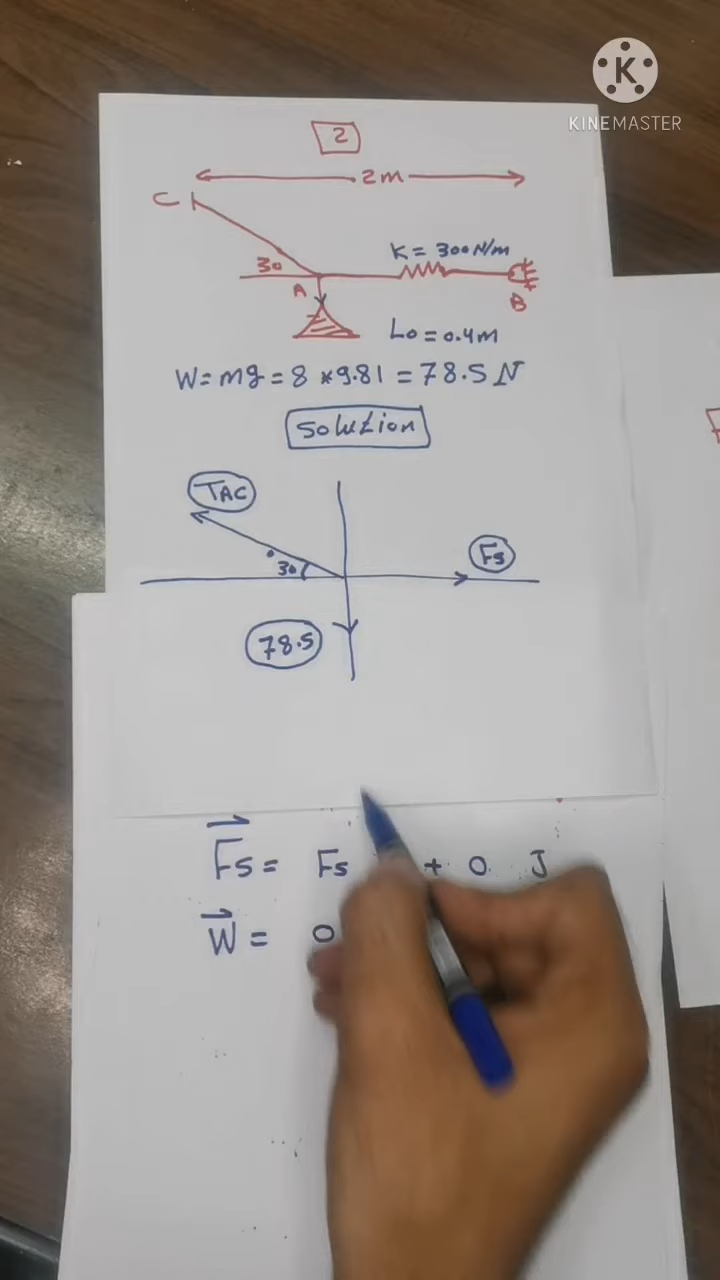 K
KINEMASTER
2
2m
C
K = 300 N/m
30
A
B
Lo = 0.4m
W = mg = 8 * 9.81 = 78.5 N
Solution
TAC
30
Fs
78.5
Fs = Fs + 0 J
W = 0